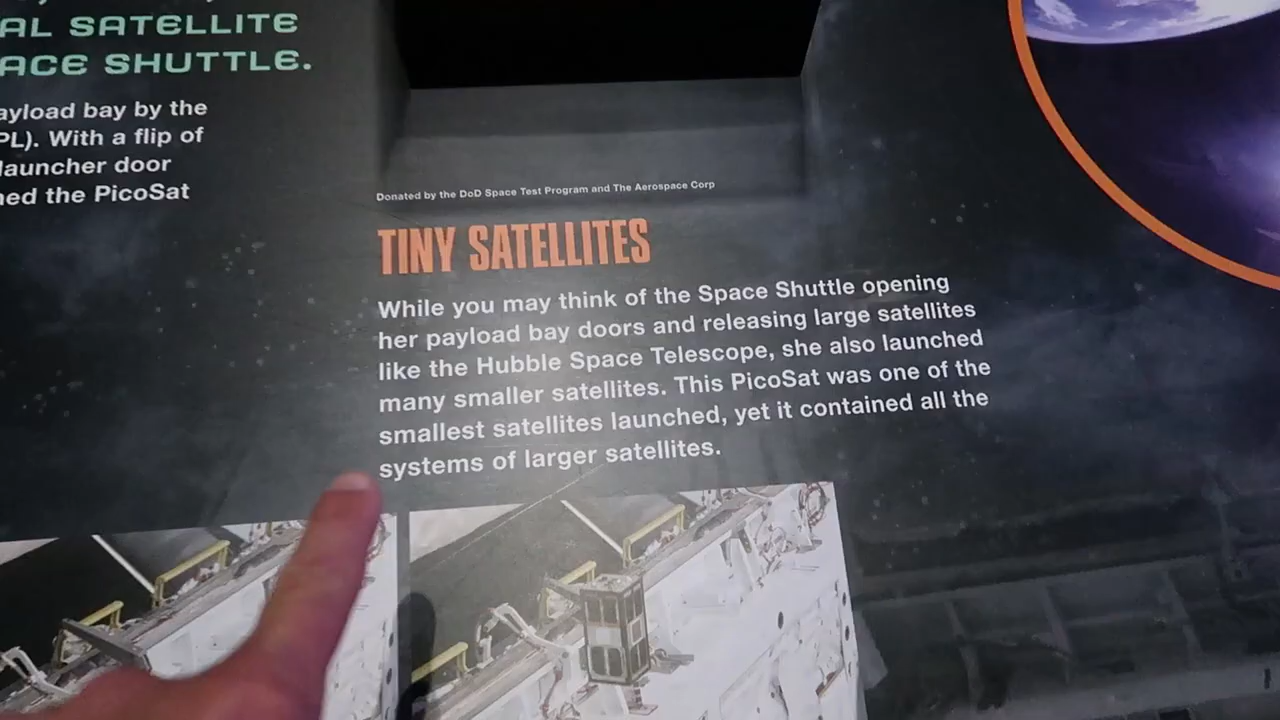 AL SATELLITE
ACE SHUTTLE.
ayload bay by the
PL). With a flip of
launcher door
ned the PicoSat
Donated by the DoD Space Test Program and The Aerospace Corp
TINY SATELLITES
While you may think of the Space Shuttle opening
her payload bay doors and releasing large satellites
like the Hubble Space Telescope, she also launched
many smaller satellites. This PicoSat was one of the
smallest satellites launched, yet it contained all the
systems of larger satellites.